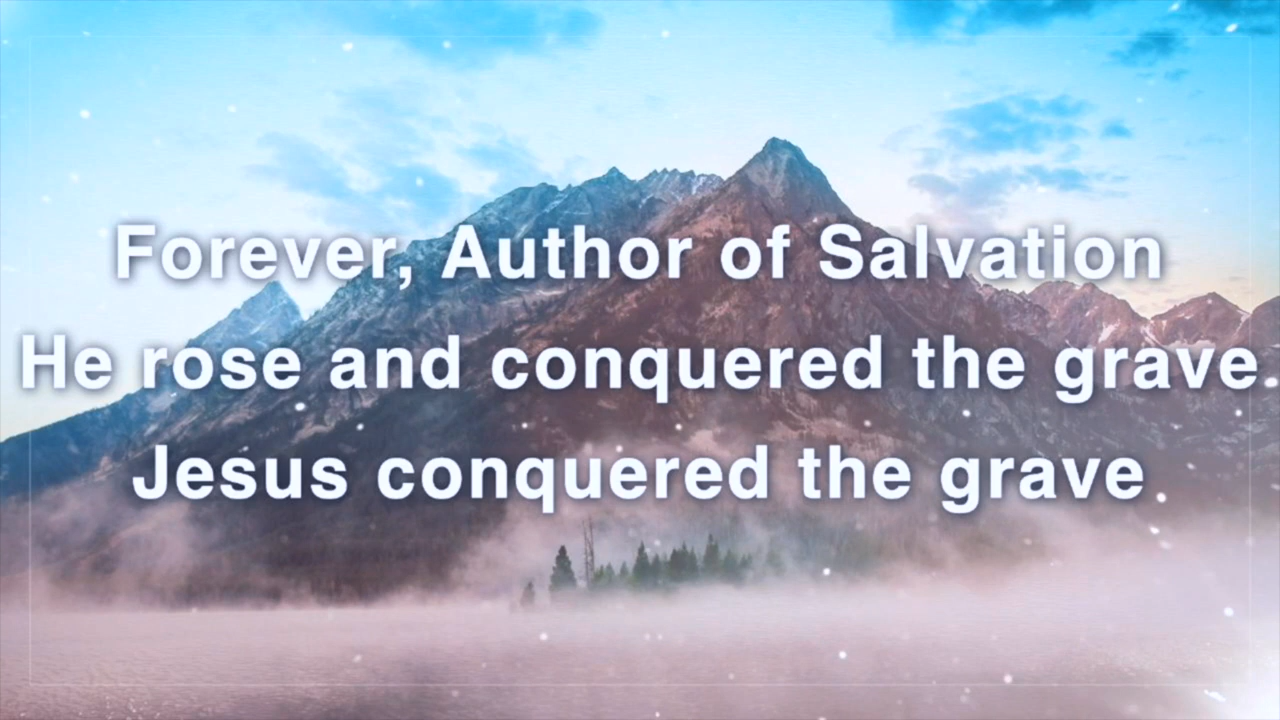 Forever, Author of Salvation
He rose and conquered the grave
Jesus conquered the grave